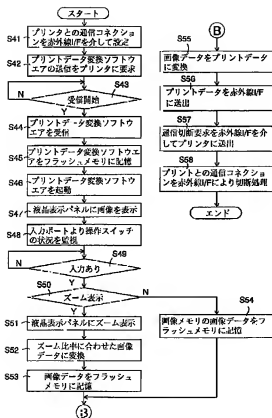 スタート
S41
プリンタとの通信コネクションを赤外線I/Fを介して設定
S42
プリントデータ変換ソフトウエアの送信をプリンタに要求
S43
N
受信開始
Y
S44
プリントデータ変換ソフトウエアを受信
S45
プリントデータ変換ソフトウエアをフラッシュメモリに記憶
S46
プリントデータ変換ソフトウエアを起動
S47
液晶表示パネルに画像を表示
S48
入力ポートより操作スイッチの状況を監視
S49
N
入力あり
Y
S50
ズーム表示
N
Y
S51
液晶表示パネルにズーム表示
S52
ズーム比率に合わせた画像データに変換
S53
画像データをフラッシュメモリに記憶
S54
画像メモリの画像データをフラッシュメモリに記憶
B
B
S55
画像データをプリントデータに変換
S56
プリントデータを赤外線I/Fに送出
S57
通信切断要求を赤外線I/Fを介してプリンタに送出
S58
プリントとの通信コネクションを赤外線I/Fにより切断処理
エンド